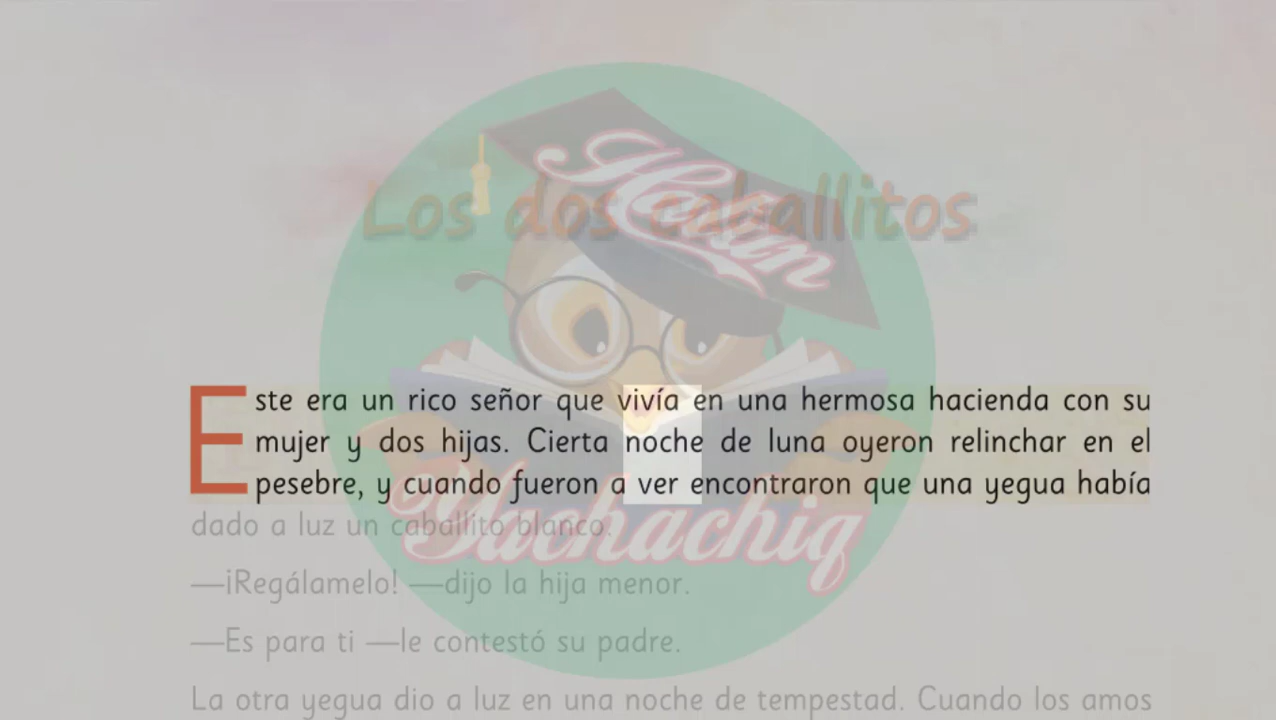 Los dos caballitos
Este era un rico señor que vivía en una hermosa hacienda con su
mujer y dos hijas. Cierta noche de luna oyeron relinchar en el
pesebre, y cuando fueron a ver encontraron que una yegua había
dado a luz un caballito blanco.
—¡Regálamelo! —dijo la hija menor.
—Es para ti —le contestó su padre.
La otra yegua dio a luz en una noche de tempestad. Cuando los amos
Yachachiq